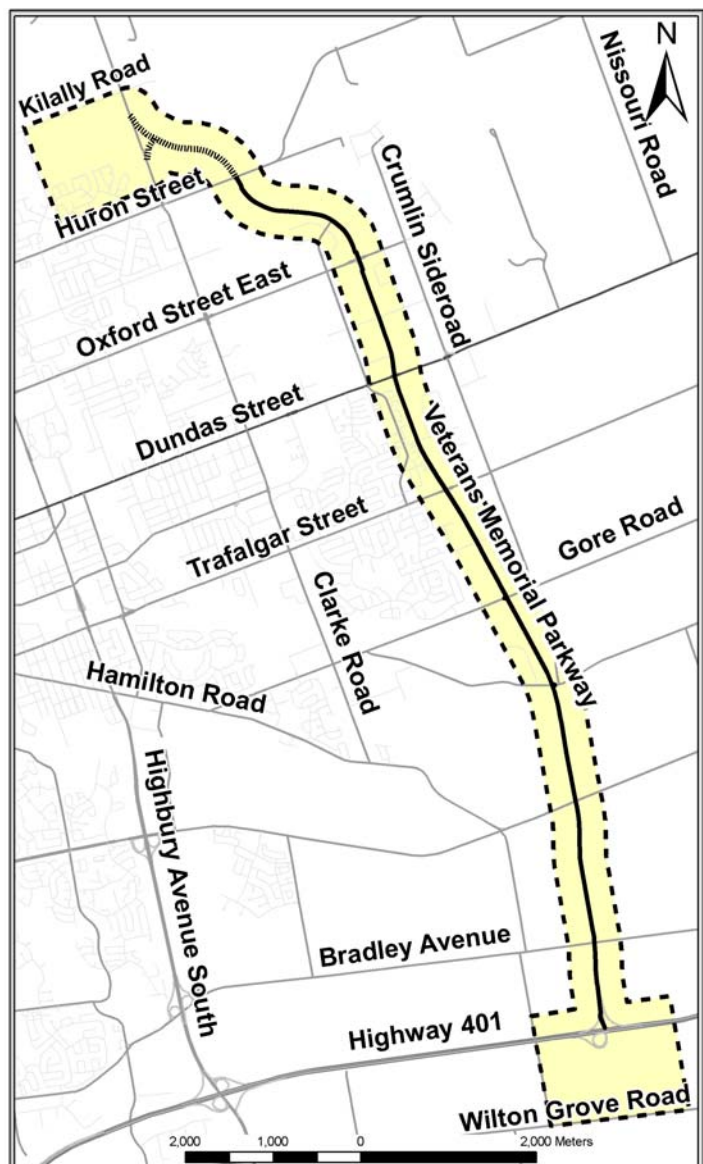 N
Nissouri Road
Kilally Road
Huron Street
Crumlin Sideroad
Oxford Street East
Dundas Street
Veterans Memorial Parkway
Trafalgar Street
Gore Road
Clarke Road
Hamilton Road
Highbury Avenue South
Bradley Avenue
Highway 401
Wilton Grove Road
2,000 1,000 0 2,000 Meters